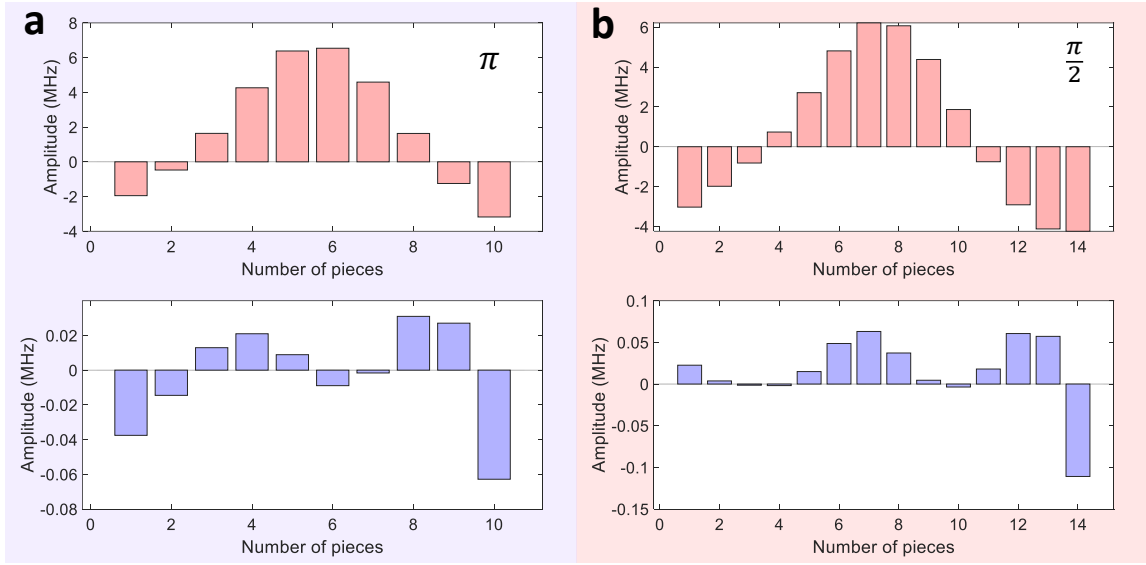 a
π
8
6
4
2
0
-2
-4
Amplitude (MHz)
0 2 4 6 8 10
Number of pieces
0.02
0
-0.02
-0.04
-0.06
-0.08
Amplitude (MHz)
0 2 4 6 8 10
Number of pieces
b
π
2
6
4
2
0
-2
-4
Amplitude (MHz)
0 2 4 6 8 10 12 14
Number of pieces
0.1
0.05
0
-0.05
-0.1
-0.15
Amplitude (MHz)
0 2 4 6 8 10 12 14
Number of pieces